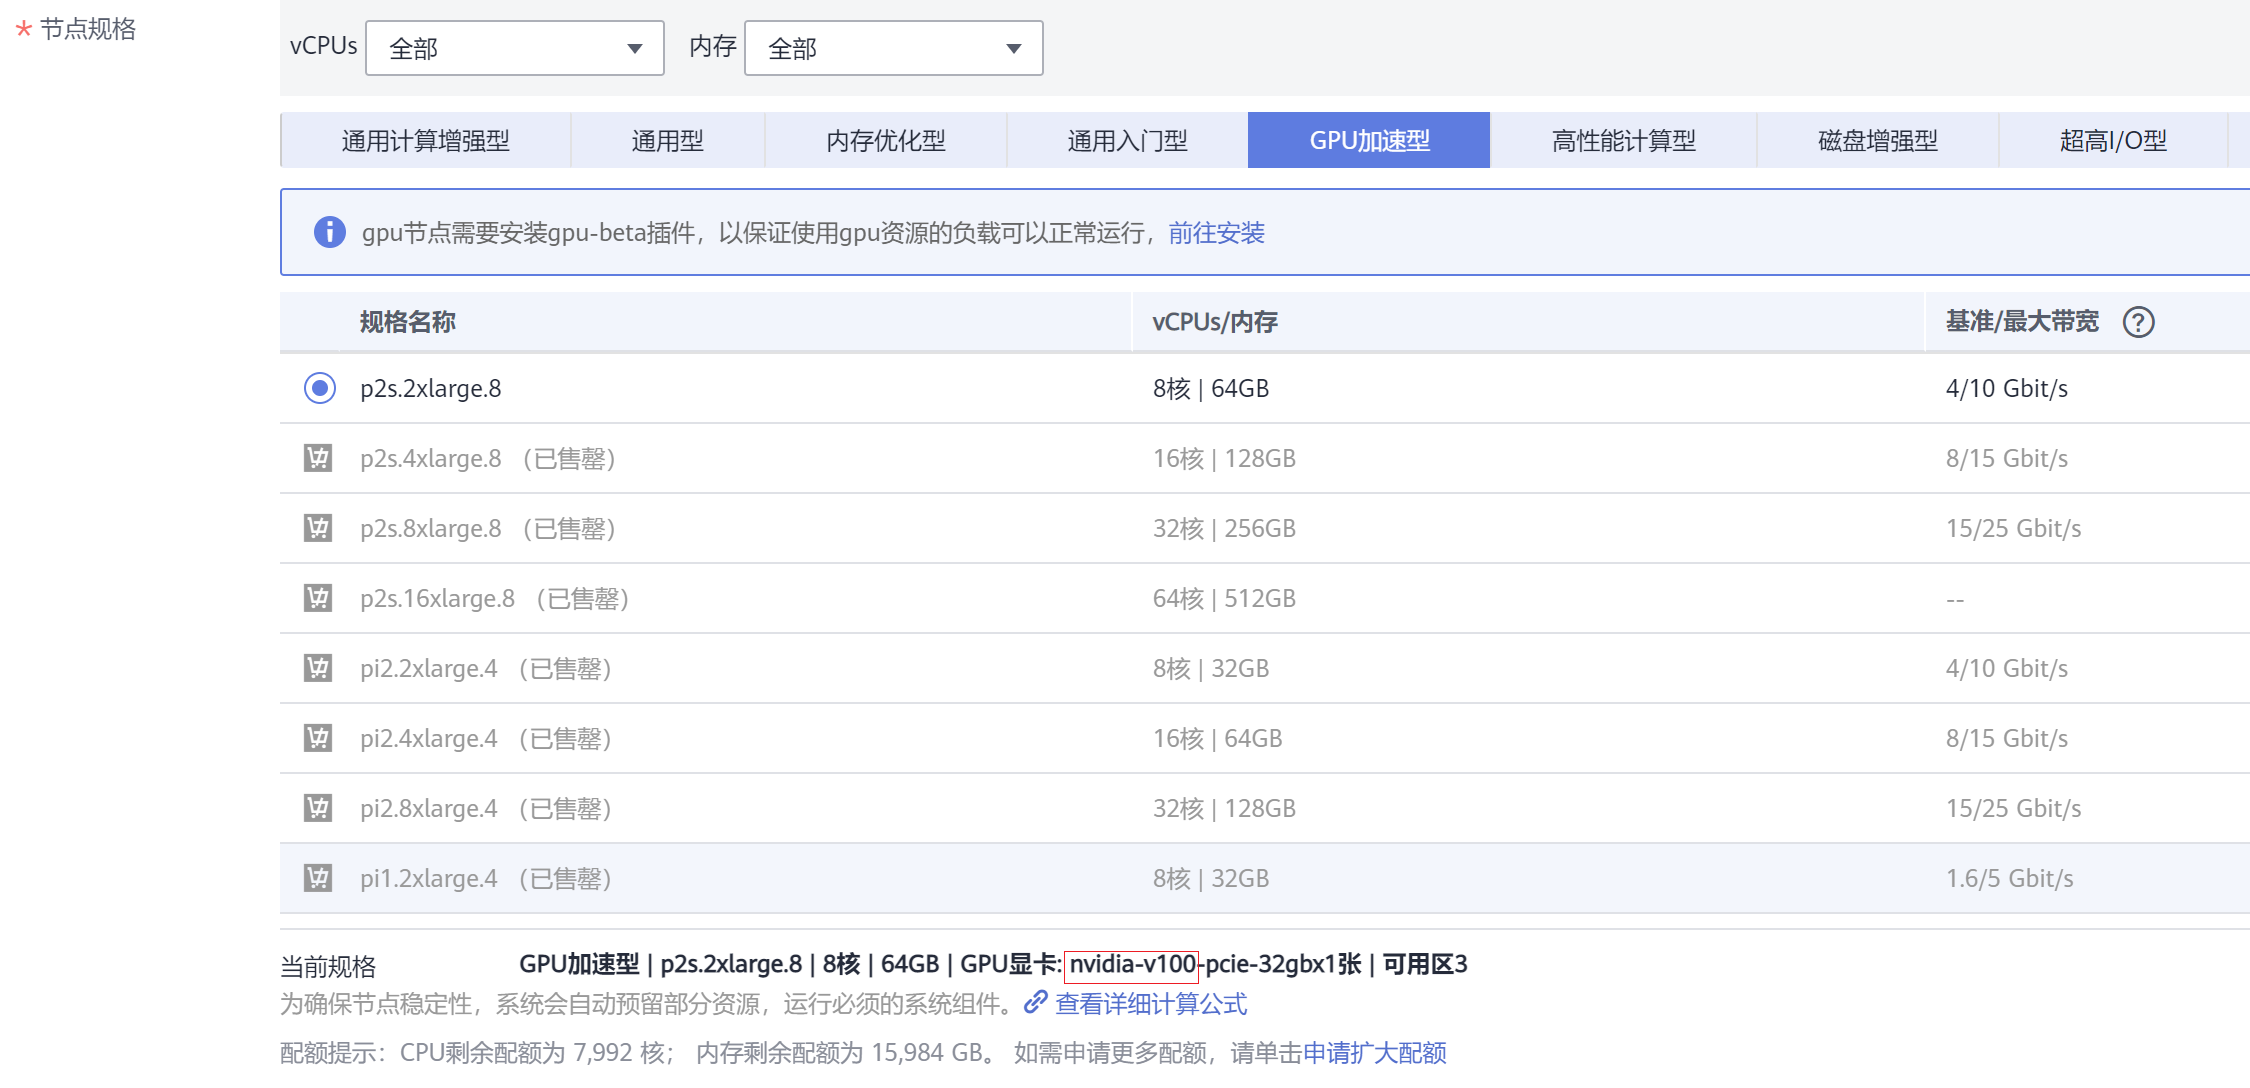 * 节点规格
vCPUs 全部 内存 全部
通用计算增强型 通用型 内存优化型 通用入门型 GPU加速型 高性能计算型 磁盘增强型 超高I/O型
gpu节点需要安装gpu-beta插件，以保证使用gpu资源的负载可以正常运行，前往安装
规格名称 vCPUs/内存 基准/最大带宽 ?
p2s.2xlarge.8 8核 | 64GB 4/10 Gbit/s
p2s.4xlarge.8 （已售罄） 16核 | 128GB 8/15 Gbit/s
p2s.8xlarge.8 （已售罄） 32核 | 256GB 15/25 Gbit/s
p2s.16xlarge.8 （已售罄） 64核 | 512GB --
pi2.2xlarge.4 （已售罄） 8核 | 32GB 4/10 Gbit/s
pi2.4xlarge.4 （已售罄） 16核 | 64GB 8/15 Gbit/s
pi2.8xlarge.4 （已售罄） 32核 | 128GB 15/25 Gbit/s
pi1.2xlarge.4 （已售罄） 8核 | 32GB 1.6/5 Gbit/s
当前规格 GPU加速型 | p2s.2xlarge.8 | 8核 | 64GB | GPU显卡: nvidia-v100-pcie-32gbx1张 | 可用区3
为确保节点稳定性，系统会自动预留部分资源，运行必须的系统组件。 查看详细计算公式
配额提示：CPU剩余配额为 7,992 核； 内存剩余配额为 15,984 GB。 如需申请更多配额，请单击申请扩大配额